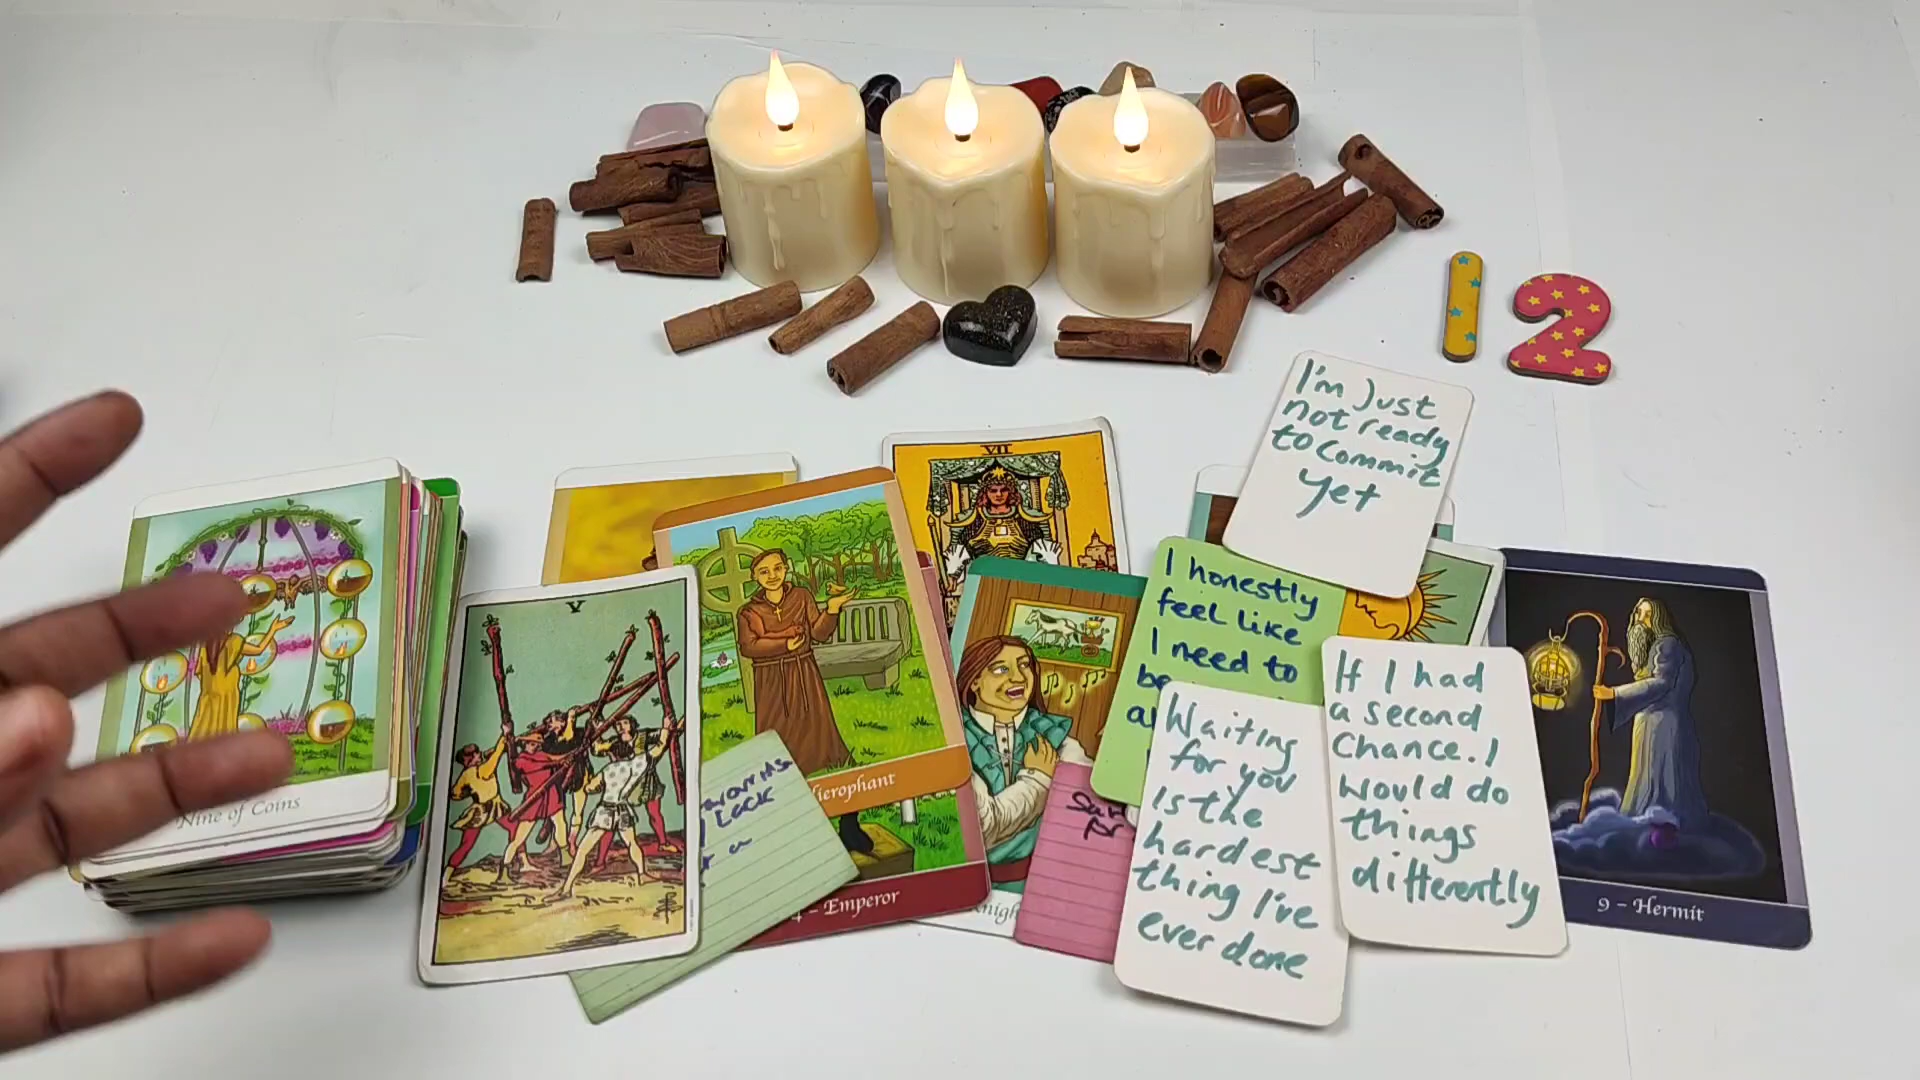 VII
1 2
I'm Just
not ready
to commit
yet
I honestly
feel like
I need to
V
If I had
a second
Chance. I
Would do
things
differently
Waiting
for you
Is the
hardest
thing I've
ever done
Hierophant
Nine of Coins
4 - Emperor
9 - Hermit